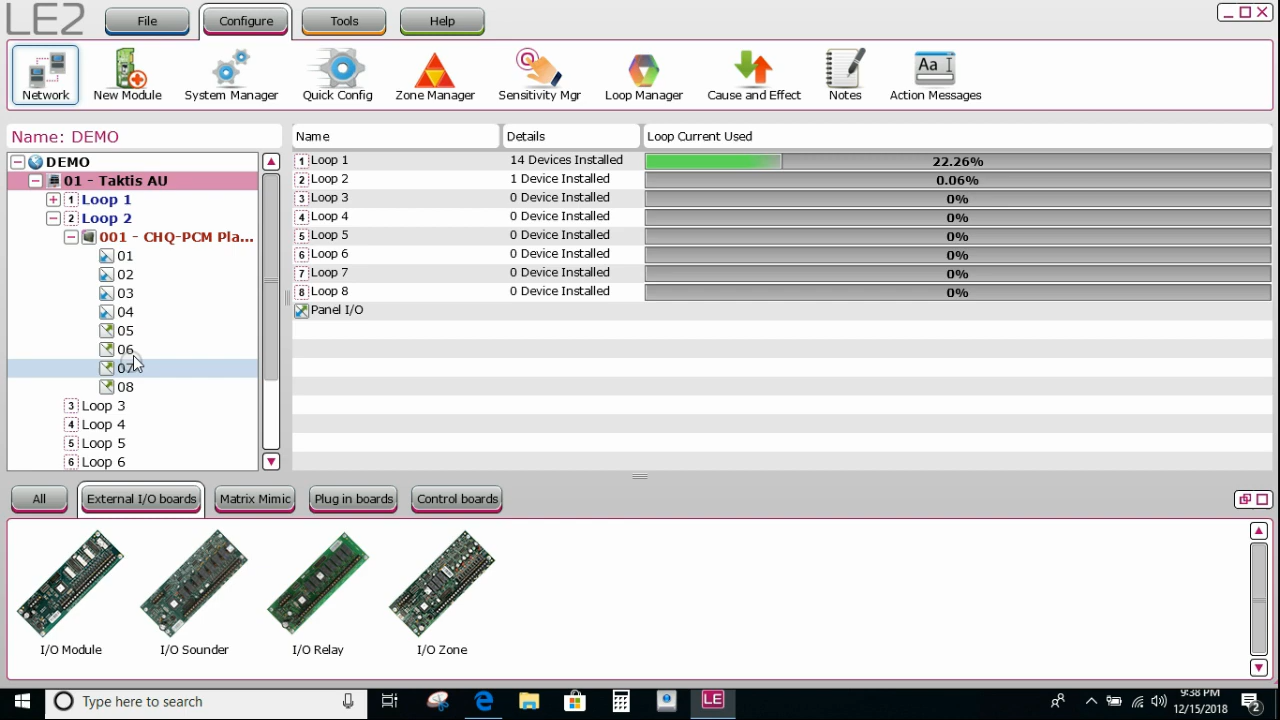 LE2
File
Configure
Tools
Help
Network
New Module
System Manager
Quick Config
Zone Manager
Sensitivity Mgr
Loop Manager
Cause and Effect
Aa
Notes
Action Messages
Name: DEMO
DEMO
01 - Taktis AU
1 Loop 1
2 Loop 2
001 - CHQ-PCM Pla...
01
02
03
04
05
06
07
08
3 Loop 3
4 Loop 4
5 Loop 5
6 Loop 6
Name Details Loop Current Used
1 Loop 1 14 Devices Installed 22.26%
2 Loop 2 1 Device Installed 0.06%
3 Loop 3 0 Device Installed 0%
4 Loop 4 0 Device Installed 0%
5 Loop 5 0 Device Installed 0%
6 Loop 6 0 Device Installed 0%
7 Loop 7 0 Device Installed 0%
8 Loop 8 0 Device Installed 0%
Panel I/O
All
External I/O boards
Matrix Mimic
Plug in boards
Control boards
I/O Module
I/O Sounder
I/O Relay
I/O Zone
Type here to search
LE
9:38 PM
12/15/2018
2